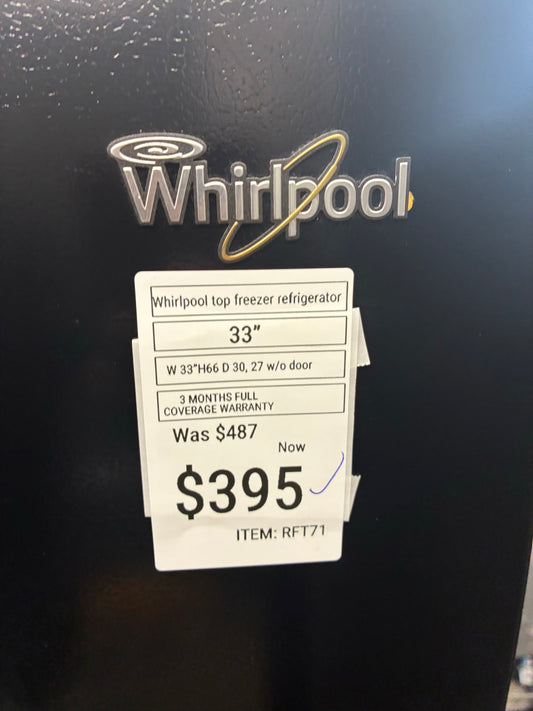 Whirlpool
Whirlpool top freezer refrigerator
33”
W 33”H66 D 30, 27 w/o door
3 MONTHS FULL
COVERAGE WARRANTY
Was $487
Now
$395
ITEM: RFT71